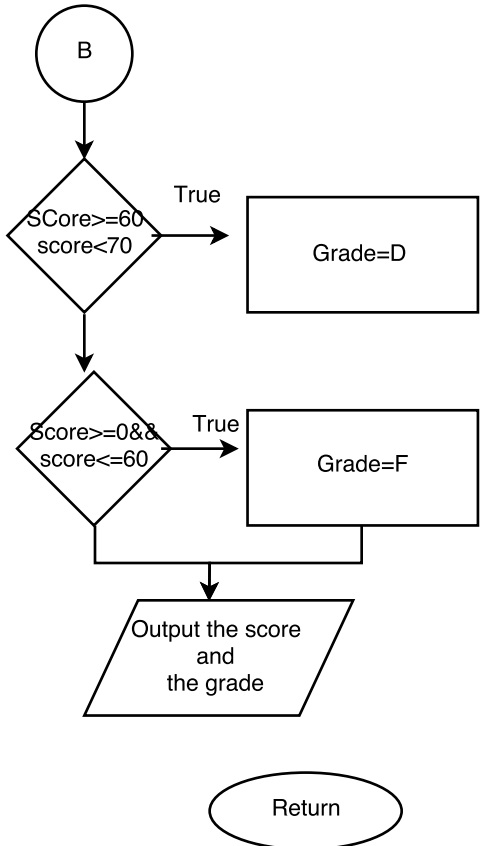 B
True
SCore>=60
score<70
Grade=D
True
Score>=0&&
score<=60
Grade=F
Output the score
and
the grade
Return